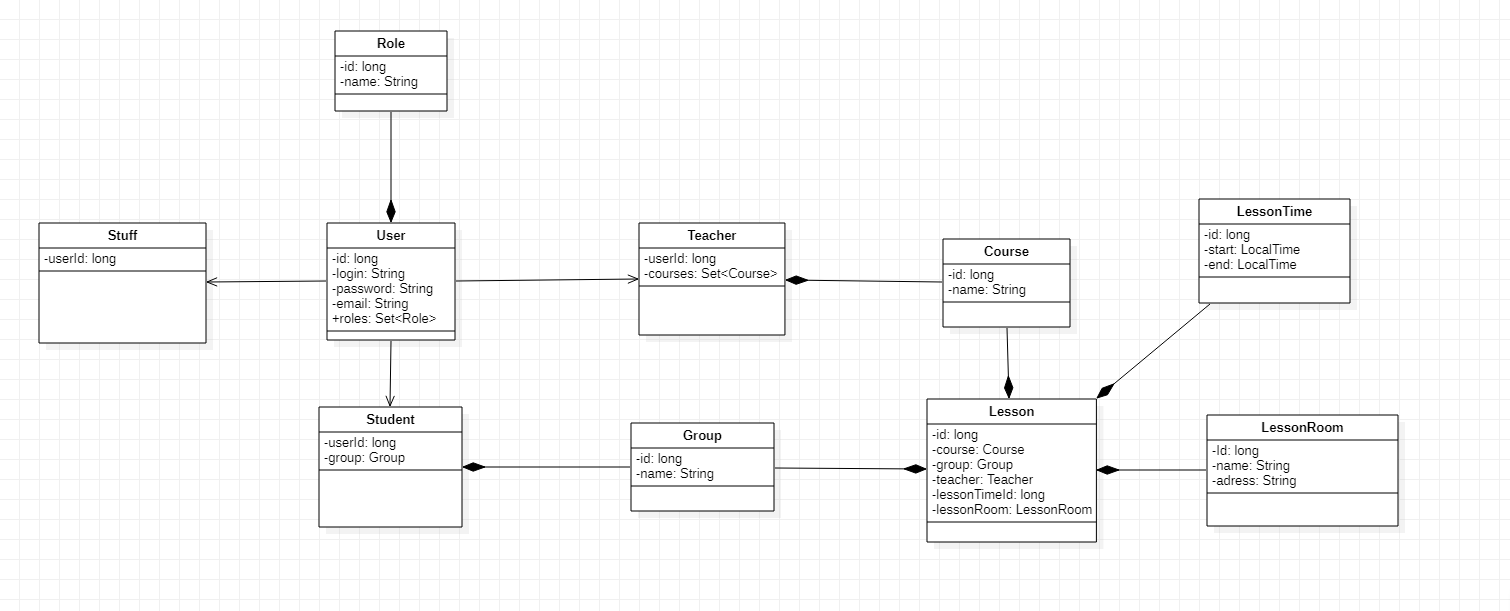 Role
-id: long
-name: String
Stuff
-userId: long
User
-id: long
-login: String
-password: String
-email: String
+roles: Set<Role>
Teacher
-userId: long
-courses: Set<Course>
Course
-id: long
-name: String
LessonTime
-id: long
-start: LocalTime
-end: LocalTime
Student
-userId: long
-group: Group
Group
-id: long
-name: String
Lesson
-id: long
-course: Course
-group: Group
-teacher: Teacher
-lessonTimeId: long
-lessonRoom: LessonRoom
LessonRoom
-Id: long
-name: String
-adress: String